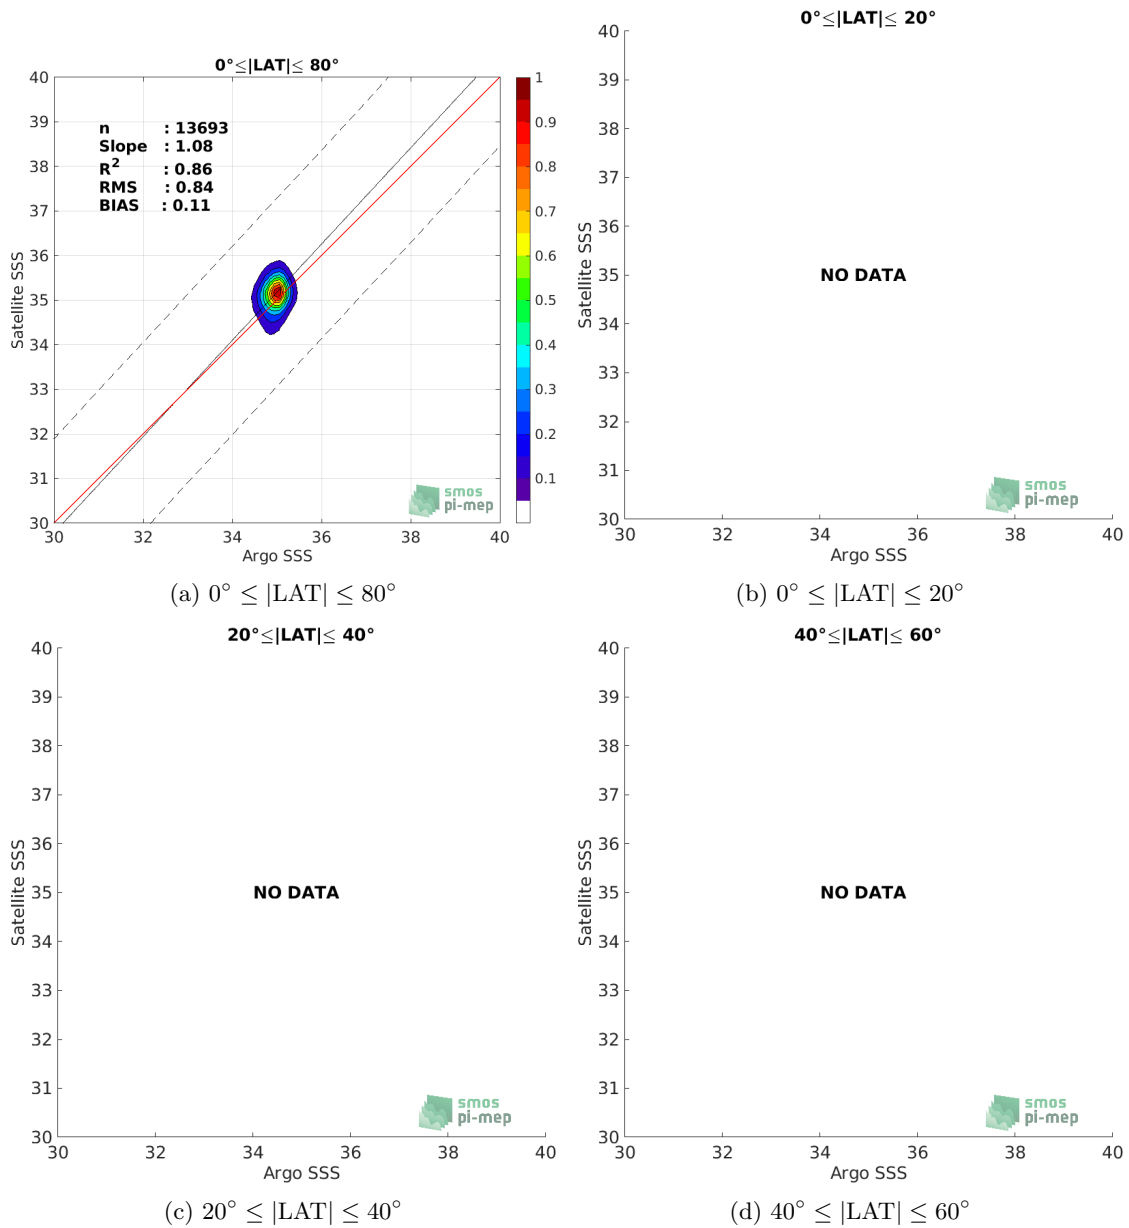 0°≤|LAT|≤ 80°
40
39
38
37
36
35
34
33
32
31
30
Satellite SSS
n : 13693
Slope : 1.08
R2 : 0.86
RMS : 0.84
BIAS : 0.11
smos
pi-mep
30 32 34 36 38 40
Argo SSS
1
0.9
0.8
0.7
0.6
0.5
0.4
0.3
0.2
0.1
(a) 0° ≤ |LAT| ≤ 80°
0°≤|LAT|≤ 20°
40
39
38
37
36
35
34
33
32
31
30
Satellite SSS
NO DATA
smos
pi-mep
30 32 34 36 38 40
Argo SSS
(b) 0° ≤ |LAT| ≤ 20°
20°≤|LAT|≤ 40°
40
39
38
37
36
35
34
33
32
31
30
Satellite SSS
NO DATA
smos
pi-mep
30 32 34 36 38 40
Argo SSS
(c) 20° ≤ |LAT| ≤ 40°
40°≤|LAT|≤ 60°
40
39
38
37
36
35
34
33
32
31
30
Satellite SSS
NO DATA
smos
pi-mep
30 32 34 36 38 40
Argo SSS
(d) 40° ≤ |LAT| ≤ 60°